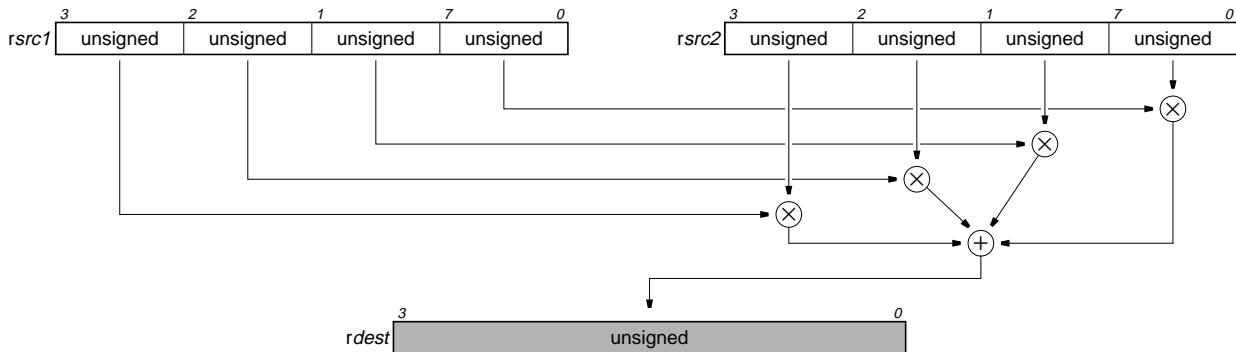 3 2 1 7 0 3 2 1 7 0
rsrc1 unsigned unsigned unsigned unsigned rsrc2 unsigned unsigned unsigned unsigned
3 0
rdest unsigned